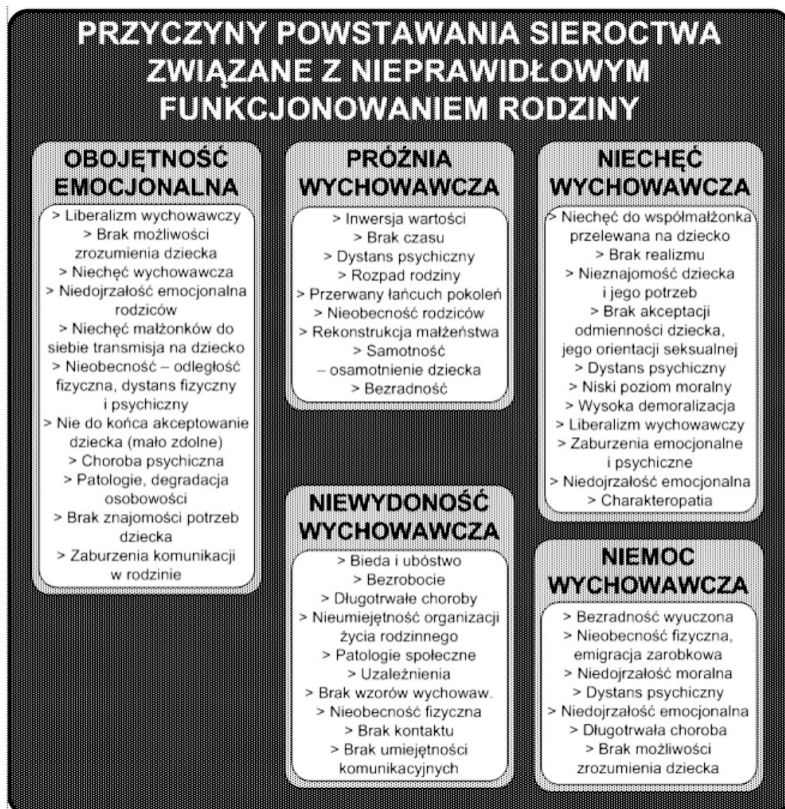 PRZYCZYNY POWSTAWANIA SIEROCTWA
ZWIĄZANE Z NIEPRAWIDŁOWYM
FUNKCJONOWANIEM RODZINY
OBOJĘTNOŚĆ
EMOCJONALNA
> Liberalizm wychowawczy
> Brak możliwości
zrozumienia dziecka
> Niechęć wychowawcza
> Niedojrzałość emocjonalna
rodziców
> Niechęć małżonków do
siebie transmisja na dziecko
> Nieobecność – odległość
fizyczna, dystans fizyczny
i psychiczny
> Nie do końca akceptowanie
dziecka (mało zdolne)
> Choroba psychiczna
> Patologie, degradacja
osobowości
> Brak znajomości potrzeb
dziecka
> Zaburzenia komunikacji
w rodzinie
PRÓŹNIA
WYCHOWAWCZA
> Inwersja wartości
> Brak czasu
> Dystans psychiczny
> Rozpad rodziny
> Przerwany łańcuch pokoleń
> Nieobecność rodziców
> Rekonstrukcja małżeństwa
> Samotność
– osamotnienie dziecka
> Bezradność
NIECHĘĆ
WYCHOWAWCZA
> Niechęć do współmałżonka
przelewana na dziecko
> Brak realizmu
> Nieznajomość dziecka
i jego potrzeb
> Brak akceptacji
odmienności dziecka,
jego orientacji seksualnej
> Dystans psychiczny
> Niski poziom moralny
> Wysoka demoralizacja
> Liberalizm wychowawczy
> Zaburzenia emocjonalne
i psychiczne
> Niedojrzałość emocjonalna
> Charakteropatia
NIEWYDONOŚĆ
WYCHOWAWCZA
> Bieda i ubóstwo
> Bezrobocie
> Długotrwałe choroby
> Nieumiejętność organizacji
życia rodzinnego
> Patologie społeczne
> Uzależnienia
> Brak wzorów wychowaw.
> Nieobecność fizyczna
> Brak kontaktu
> Brak umiejętności
komunikacyjnych
NIEMOC
WYCHOWAWCZA
> Bezradność wyuczona
> Nieobecność fizyczna,
emigracja zarobkowa
> Niedojrzałość moralna
> Dystans psychiczny
> Niedojrzałość emocjonalna
> Długotrwała choroba
> Brak możliwości
zrozumienia dziecka